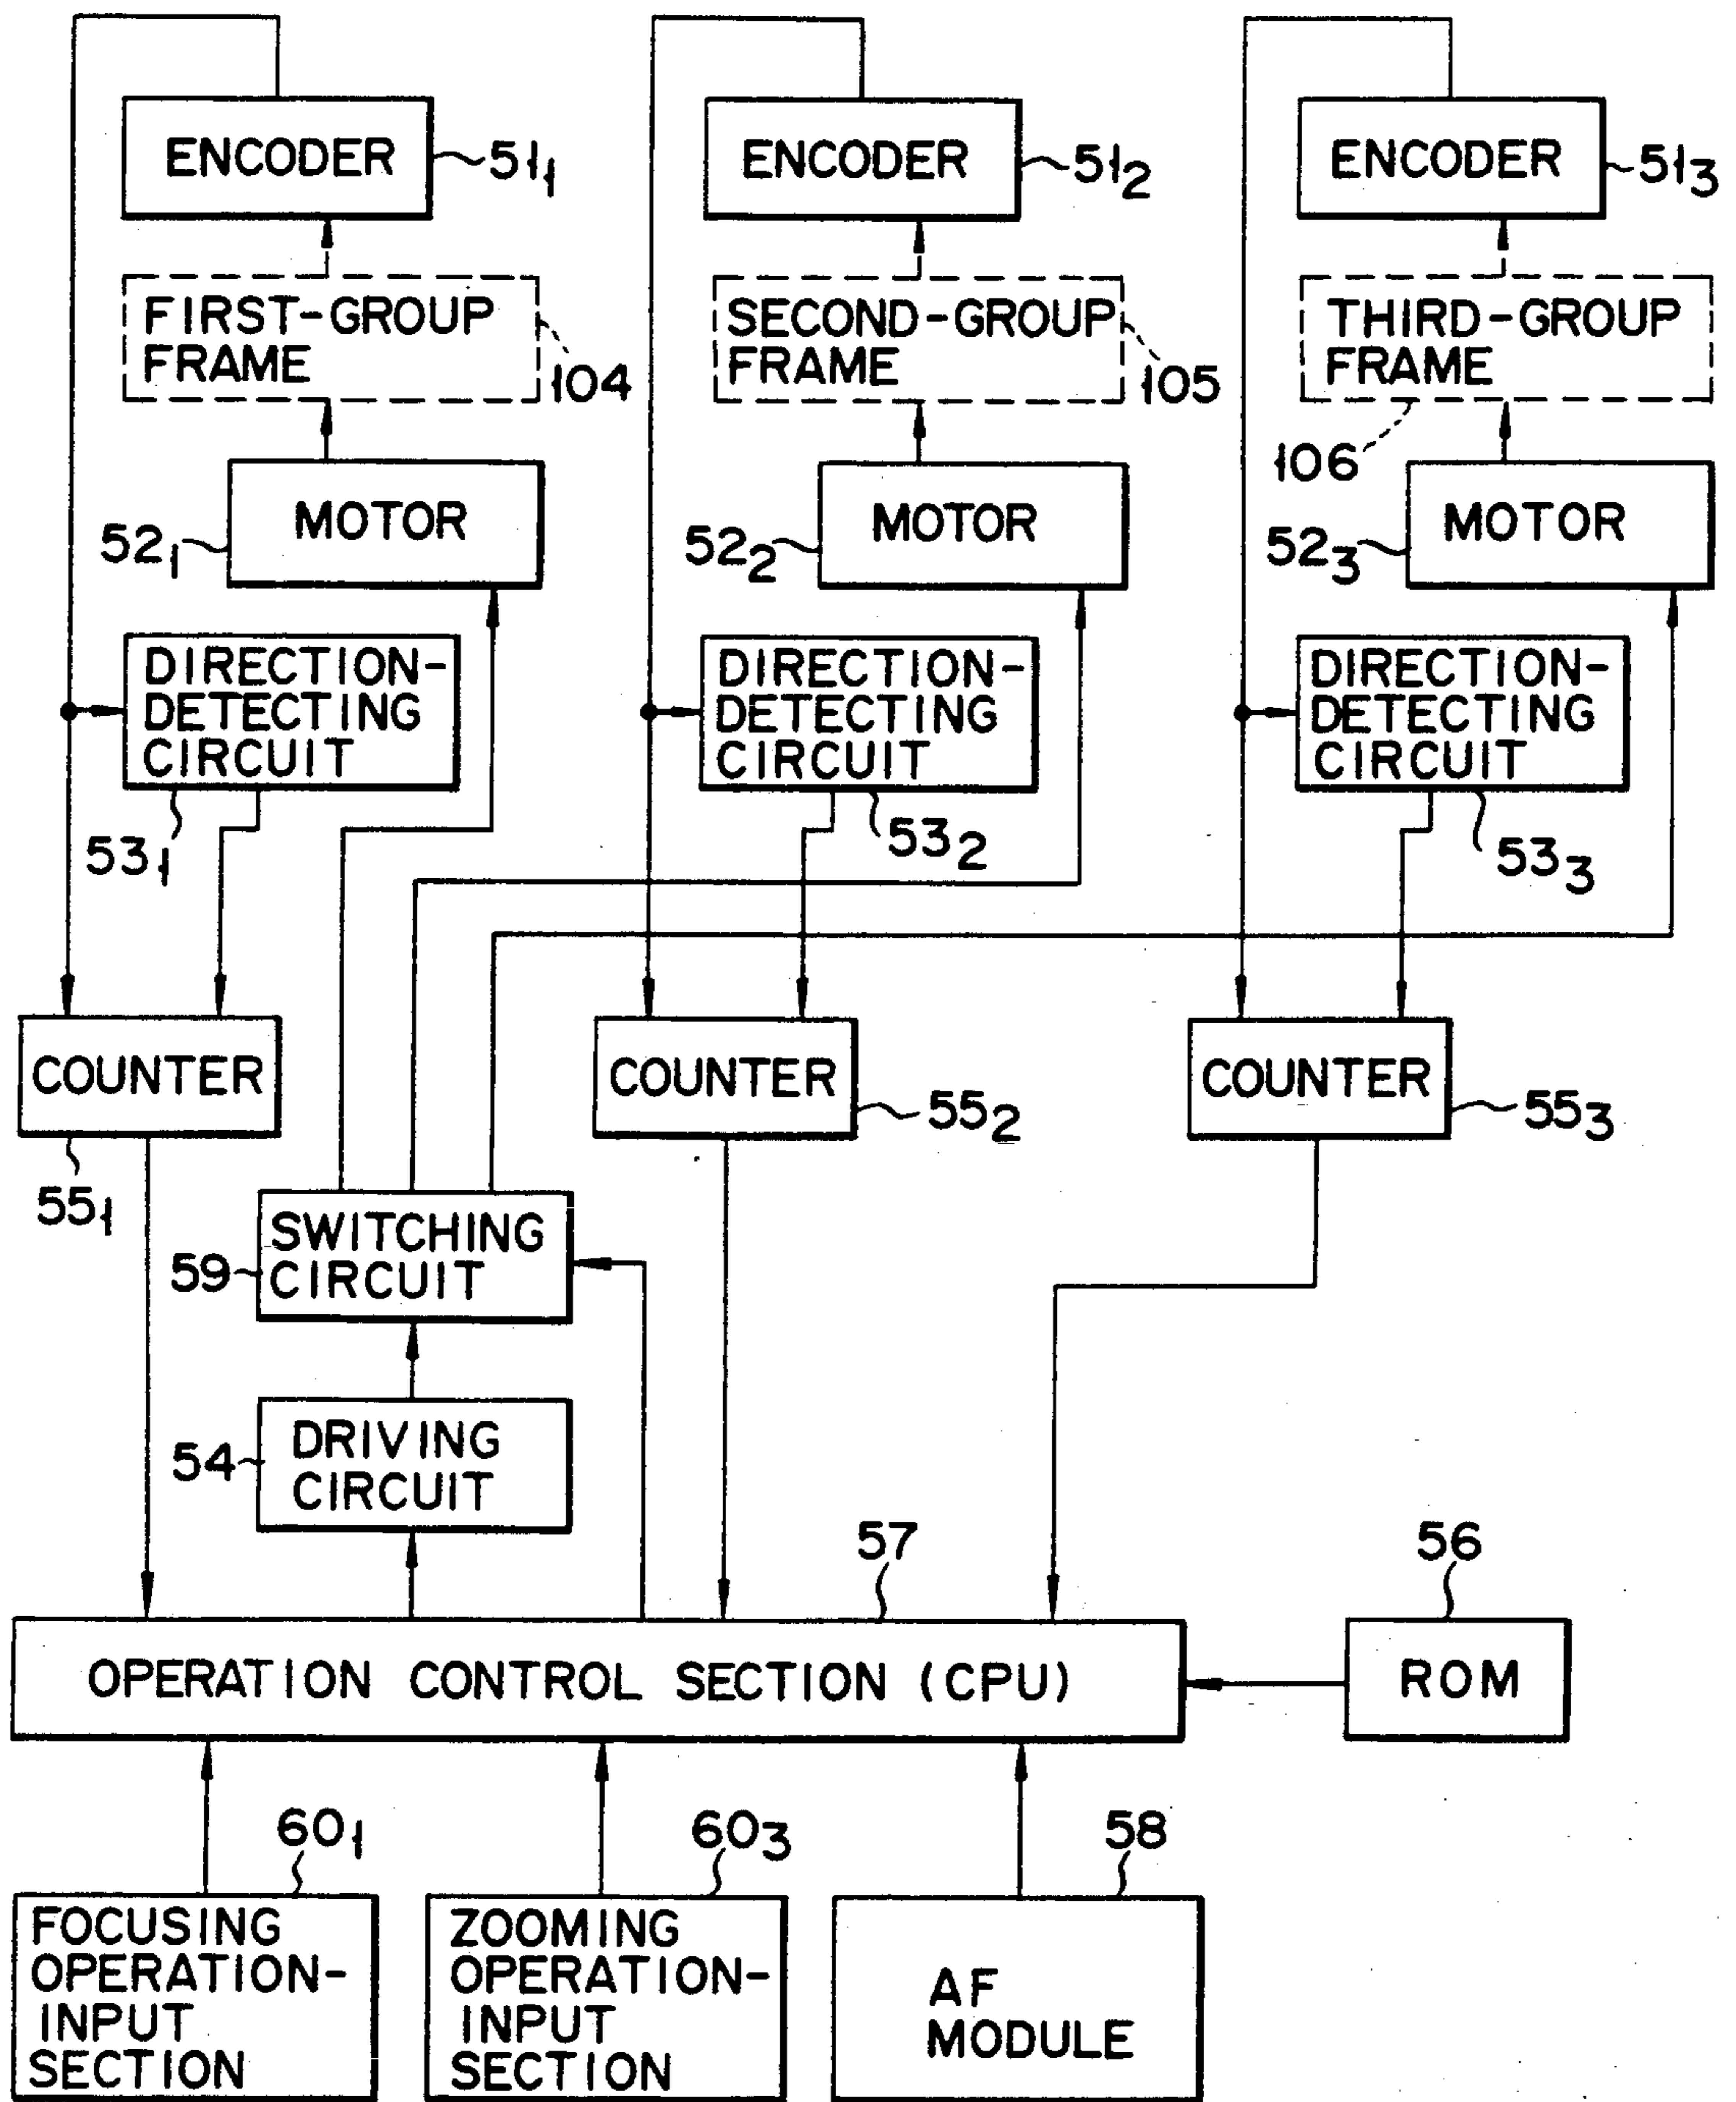 ENCODER
51₁
ENCODER
51₂
ENCODER
51₃
FIRST-GROUP
FRAME
104
SECOND-GROUP
FRAME
105
THIRD-GROUP
FRAME
106
MOTOR
52₁
MOTOR
52₂
MOTOR
52₃
DIRECTION-
DETECTING
CIRCUIT
53₁
DIRECTION-
DETECTING
CIRCUIT
53₂
DIRECTION-
DETECTING
CIRCUIT
53₃
COUNTER
55₁
COUNTER
55₂
COUNTER
55₃
SWITCHING
CIRCUIT
59
DRIVING
CIRCUIT
54
57
OPERATION CONTROL SECTION (CPU)
56
ROM
60₁
FOCUSING
OPERATION-
INPUT
SECTION
60₃
ZOOMING
OPERATION-
INPUT
SECTION
58
AF
MODULE